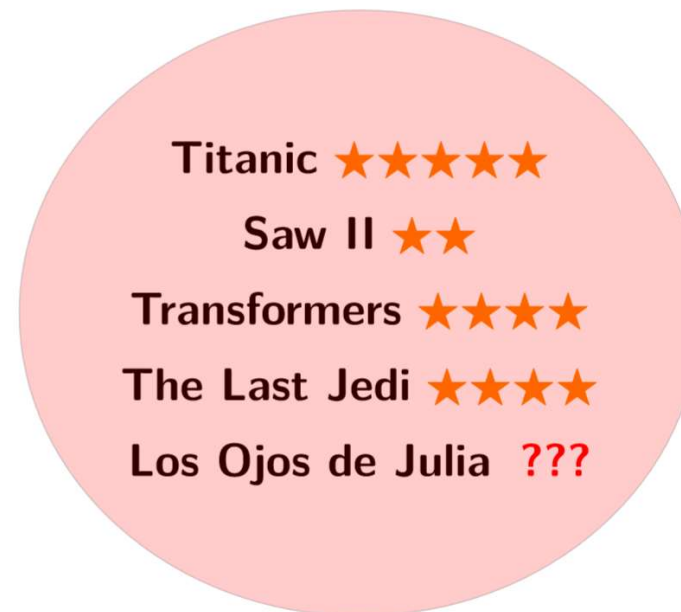 Titanic ★★★★★
Saw II ★★
Transformers ★★★★
The Last Jedi ★★★★
Los Ojos de Julia ???